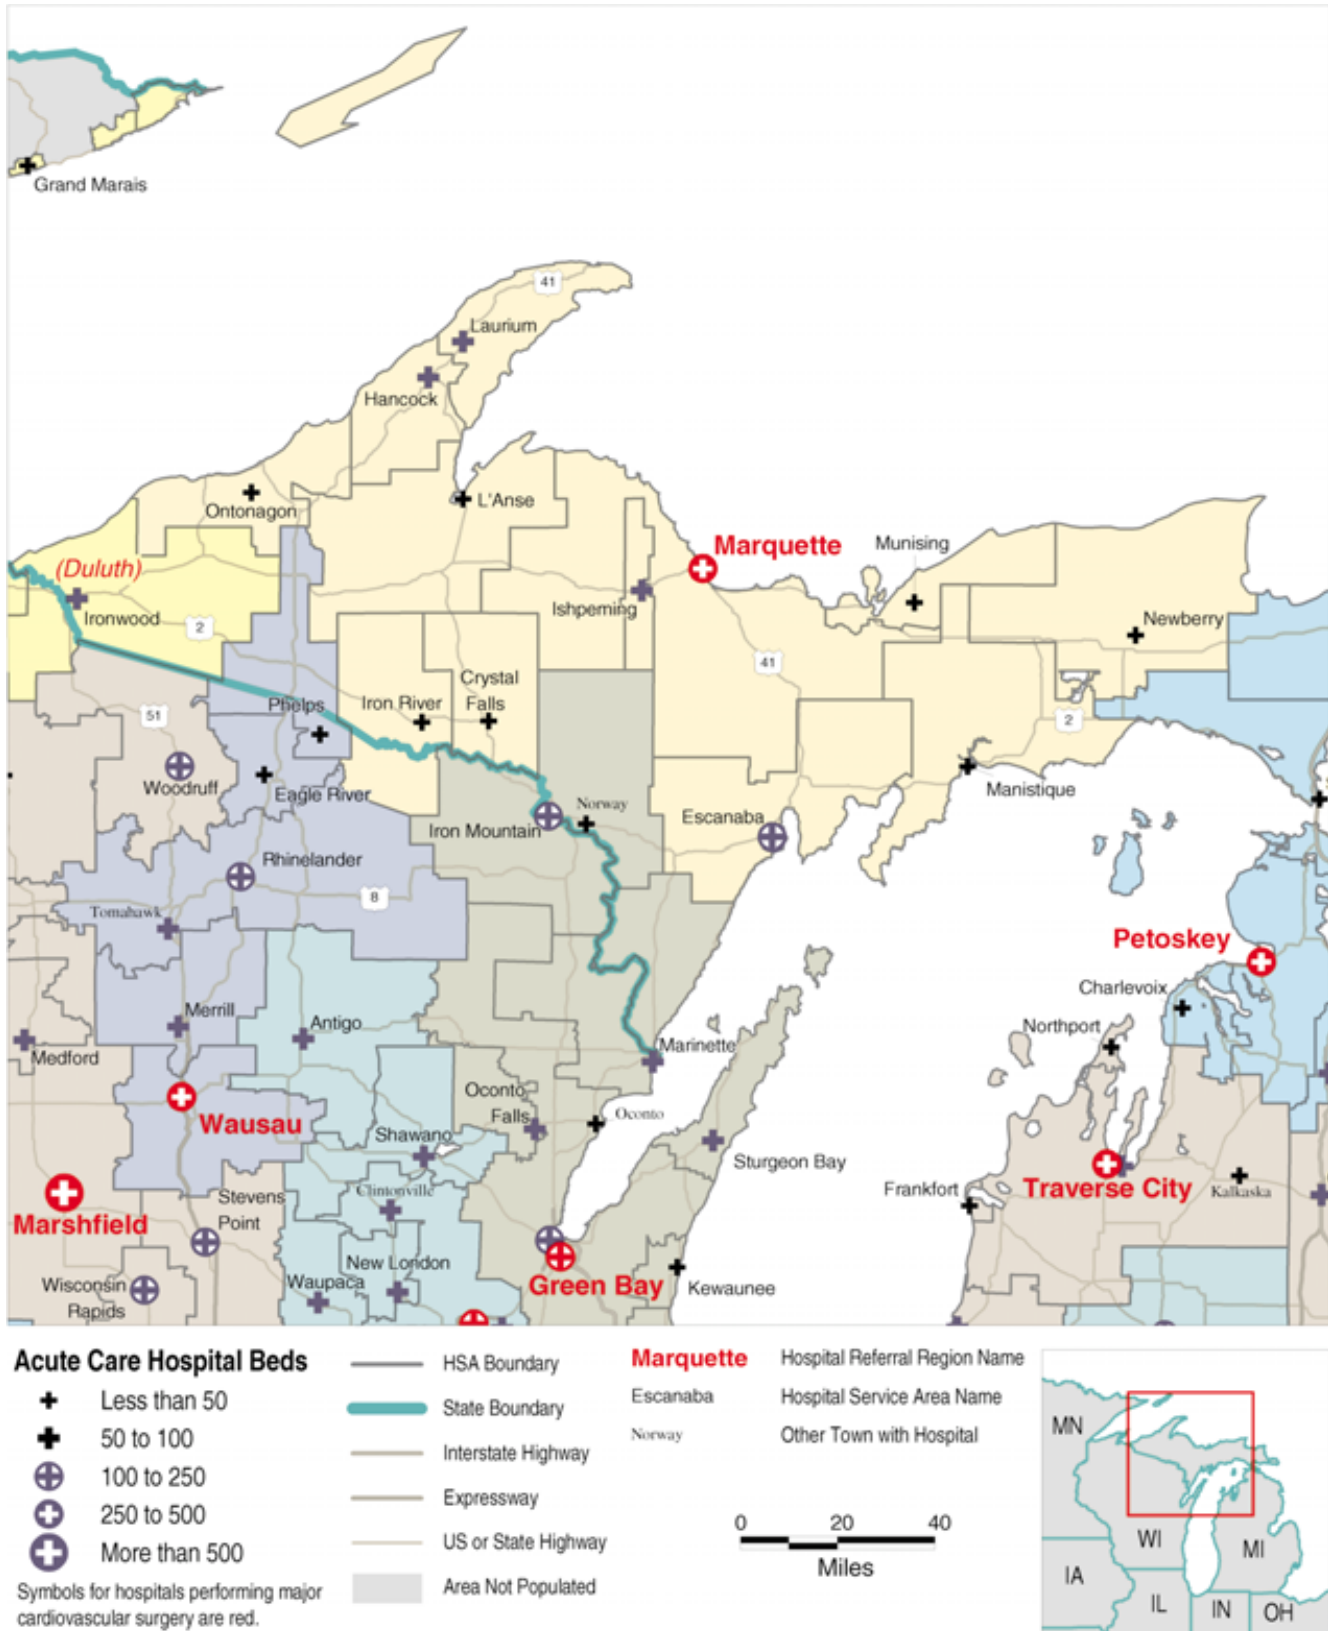 Grand Marais
41
Laurium
Hancock
L'Anse
Ontonagon
(Duluth)
Marquette
Munising
Ishpeming
Ironwood
2
Newberry
41
Crystal
Falls
Iron River
Phelps
51
2
Woodruff
Eagle River
Manistique
Norway
Iron Mountain
Escanaba
Rhinelander
8
Tomahawk
Petoskey
Charlevoix
Merrill
Antigo
Northport
Medford
Marinette
Oconto
Falls
Oconto
Wausau
Shawano
Sturgeon Bay
Clintonville
Frankfort
Traverse City
Kalkaska
Stevens
Point
Marshfield
New London
Waupaca
Wisconsin
Rapids
Green Bay
Kewaunee
Acute Care Hospital Beds
Less than 50
50 to 100
100 to 250
250 to 500
More than 500
Symbols for hospitals performing major
cardiovascular surgery are red.
HSA Boundary
State Boundary
Interstate Highway
Expressway
US or State Highway
Area Not Populated
Marquette Hospital Referral Region Name
Escanaba Hospital Service Area Name
Norway Other Town with Hospital
0 20 40
Miles
MN
WI
MI
IA
IL
IN
OH